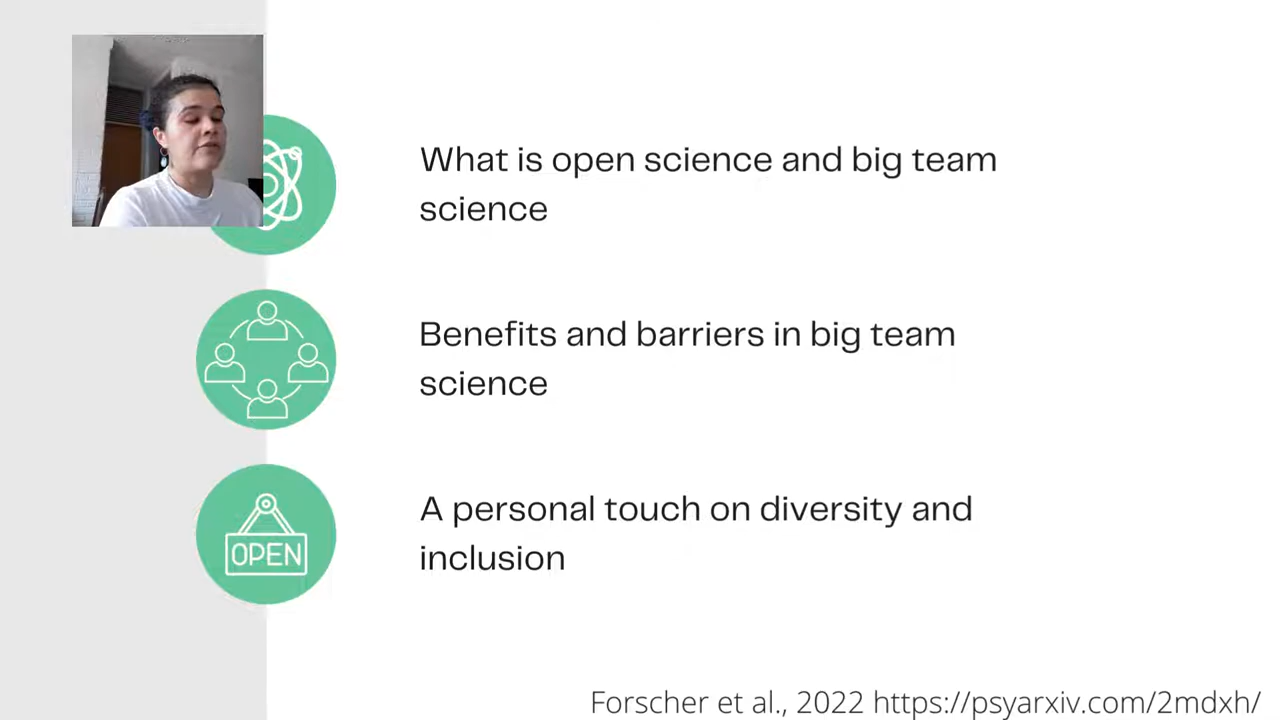 What is open science and big team
science
Benefits and barriers in big team
science
OPEN
A personal touch on diversity and
inclusion
Forscher et al., 2022 https://psyarxiv.com/2mdxh/